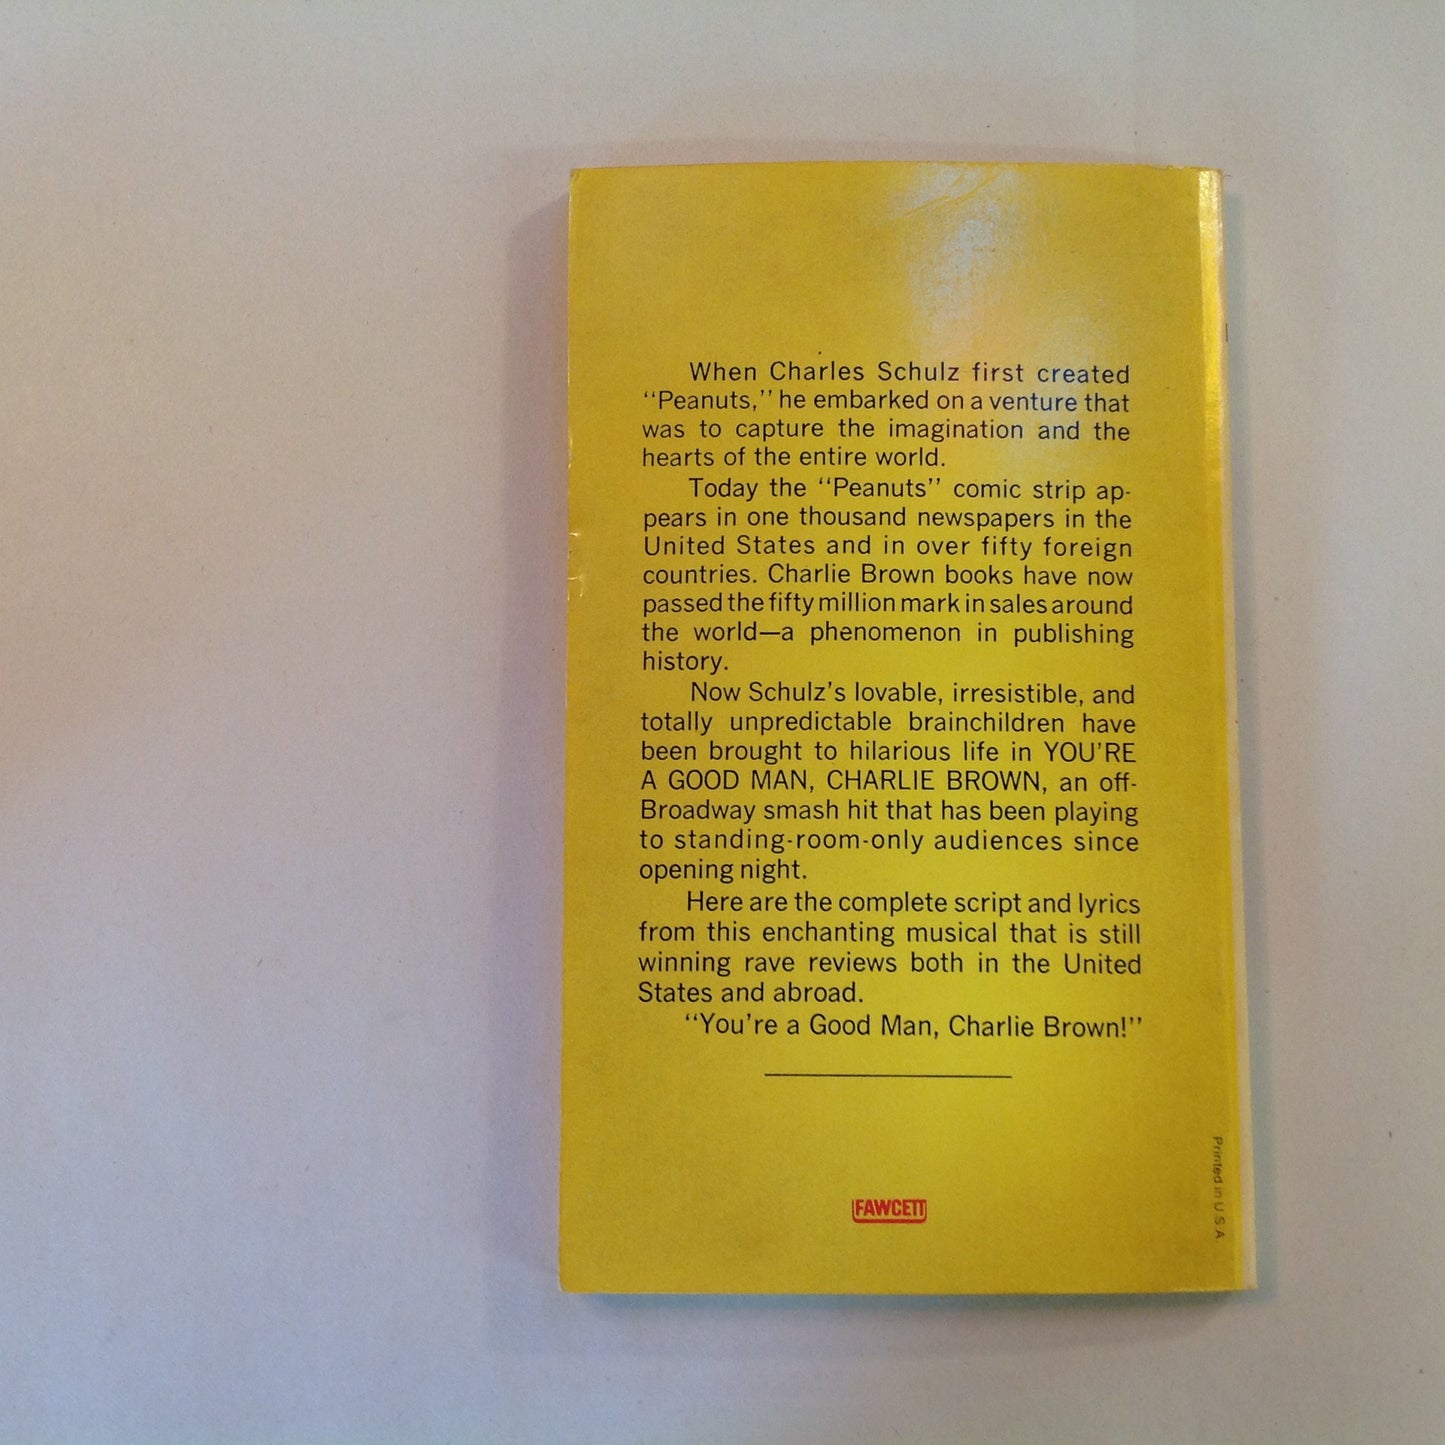 When Charles Schulz first created
"Peanuts," he embarked on a venture that
was to capture the imagination and the
hearts of the entire world.
Today the "Peanuts" comic strip ap-
pears in one thousand newspapers in the
United States and in over fifty foreign
countries. Charlie Brown books have now
passed the fifty million mark in sales around
the world—a phenomenon in publishing
history.
Now Schulz's lovable, irresistible, and
totally unpredictable brainchildren have
been brought to hilarious life in YOU'RE
A GOOD MAN, CHARLIE BROWN, an off-
Broadway smash hit that has been playing
to standing-room-only audiences since
opening night.
Here are the complete script and lyrics
from this enchanting musical that is still
winning rave reviews both in the United
States and abroad.
"You're a Good Man, Charlie Brown!"
FAWCETT
Printed in U.S.A.